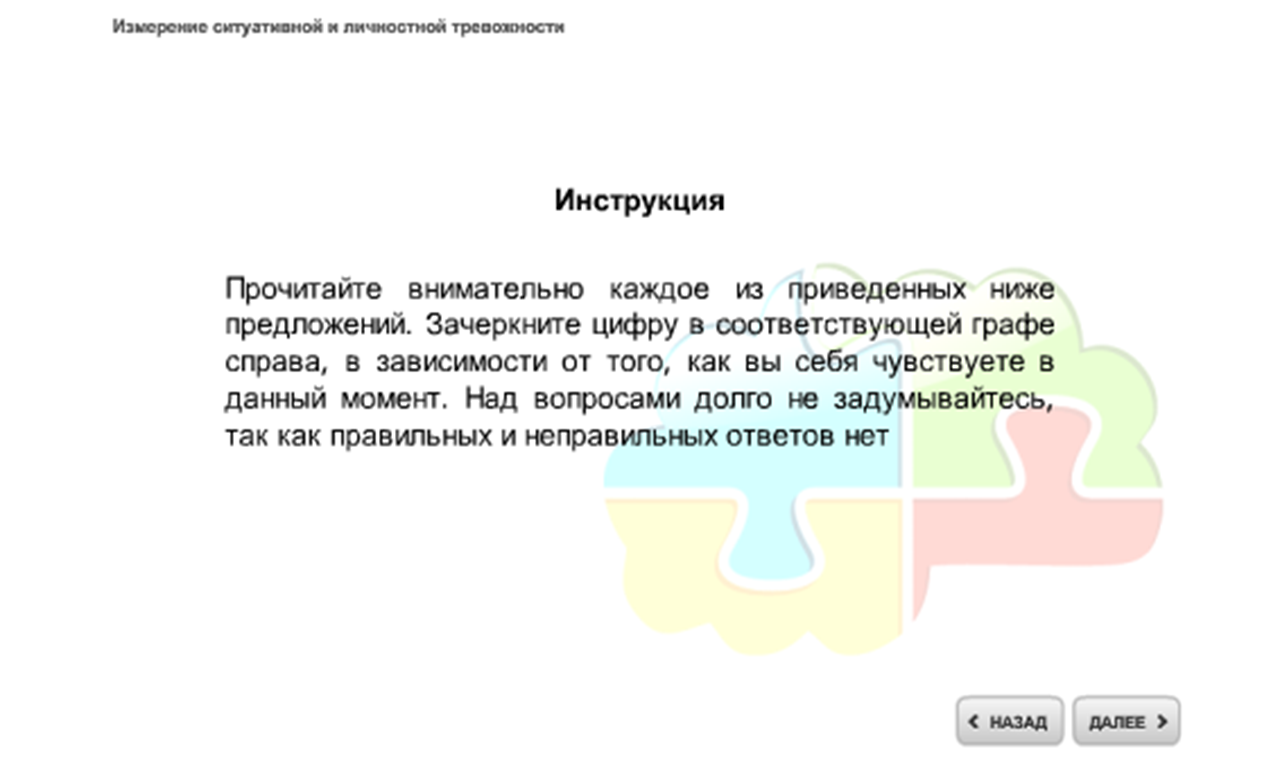 Измерение ситуативной и личностной тревожности
Инструкция
Прочитайте внимательно каждое из приведенных ниже
предложений. Зачеркните цифру в соответствующей графе
справа, в зависимости от того, как вы себя чувствуете в
данный момент. Над вопросами долго не задумывайтесь,
так как правильных и неправильных ответов нет
НАЗАД
ДАЛЕЕ